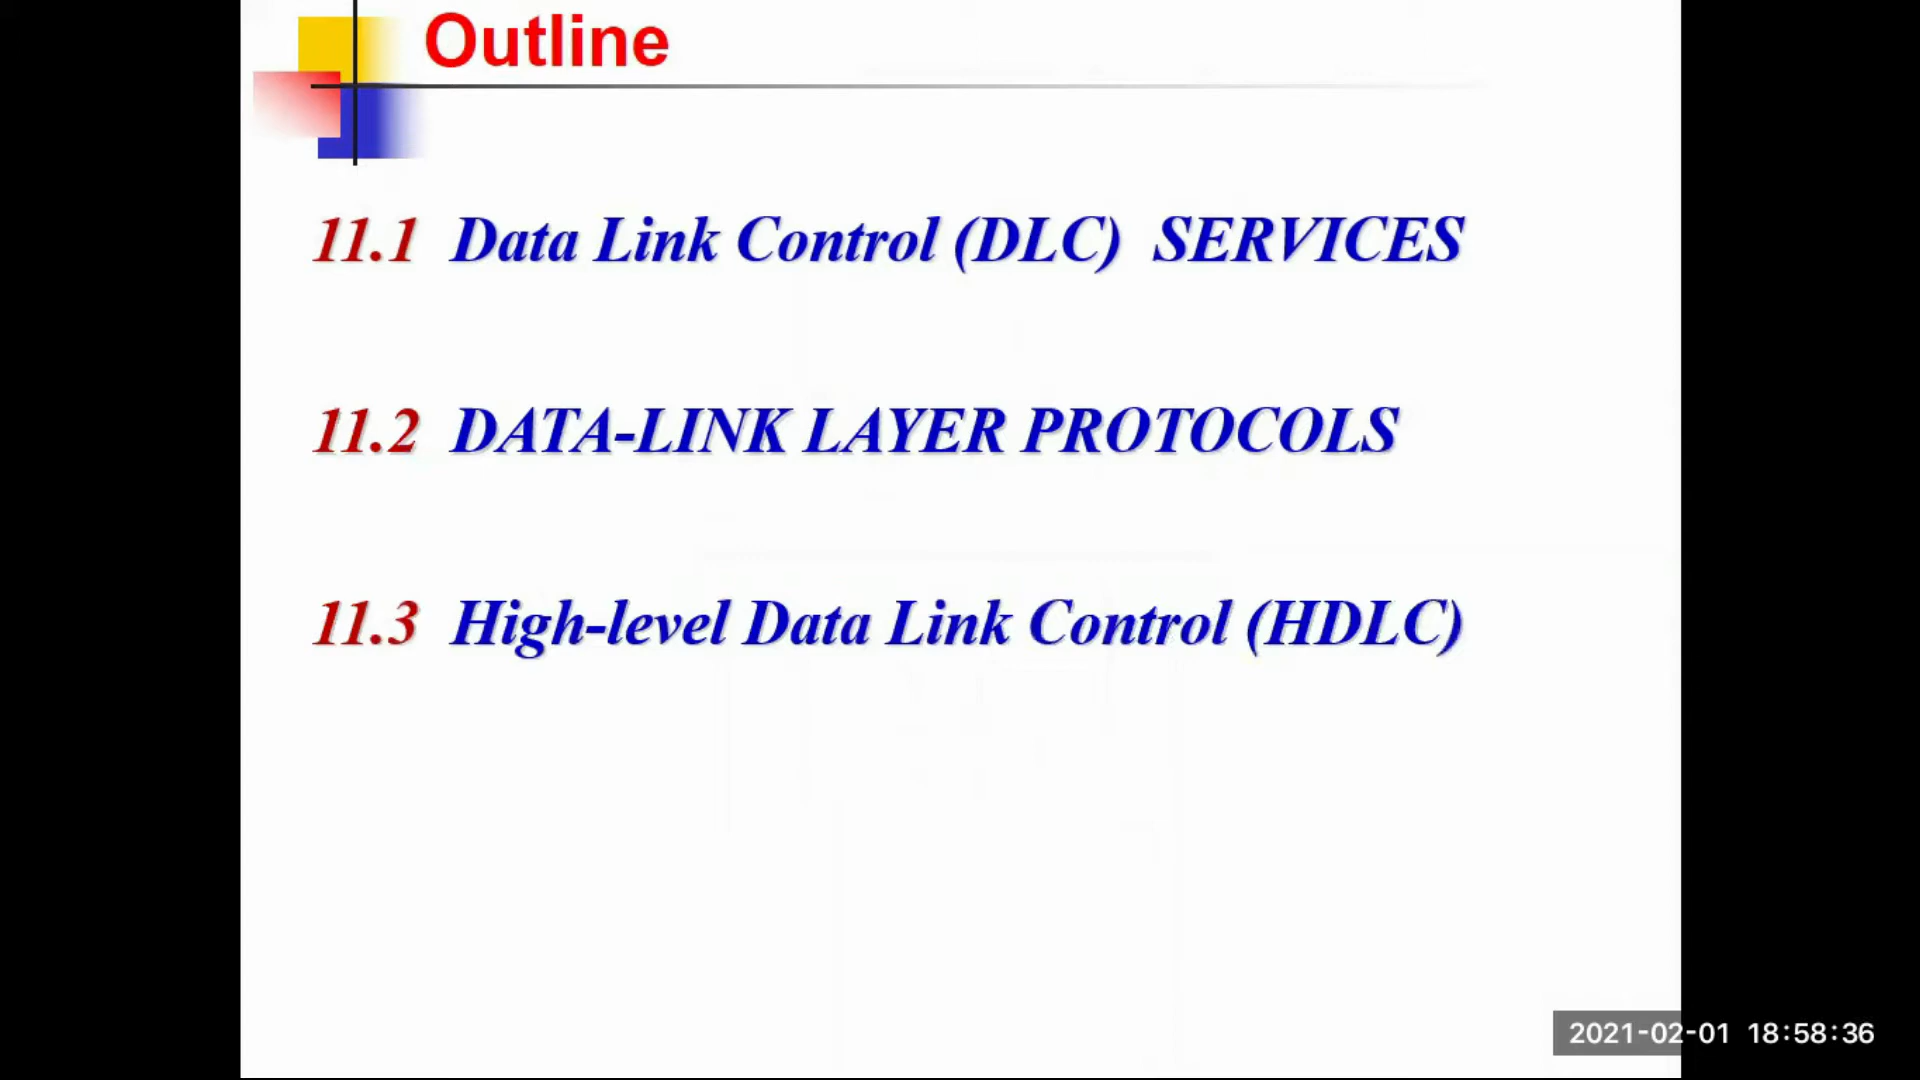 Outline
11.1 Data Link Control (DLC) SERVICES
11.2 DATA-LINK LAYER PROTOCOLS
11.3 High-level Data Link Control (HDLC)
2021-02-01 18:58:36